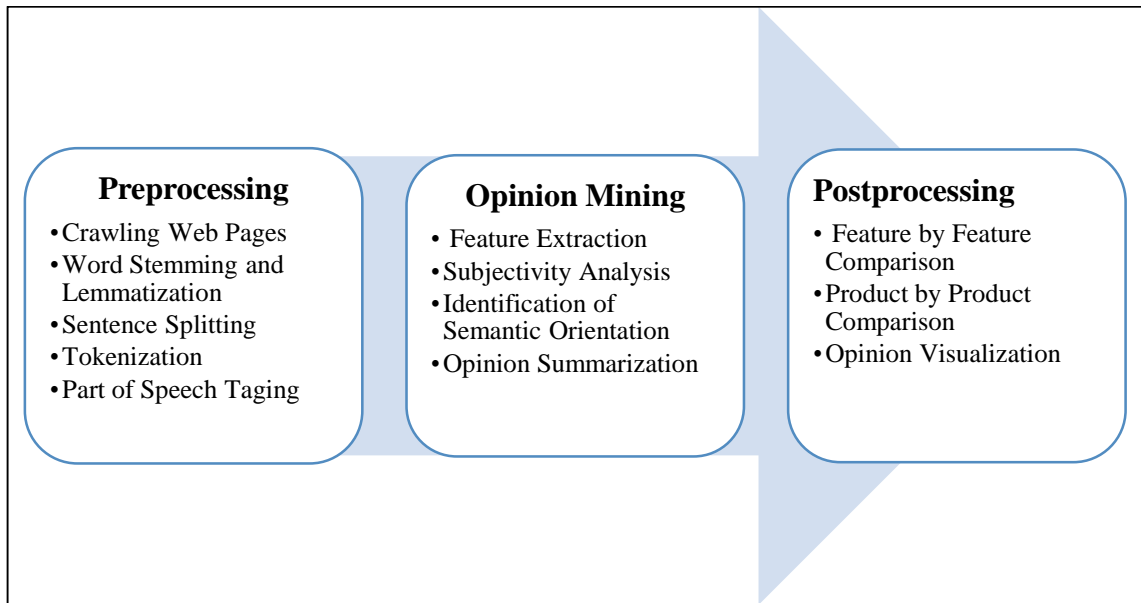 Preprocessing
•Crawling Web Pages
•Word Stemming and
Lemmatization
•Sentence Splitting
•Tokenization
•Part of Speech Taging
Opinion Mining
• Feature Extraction
•Subjectivity Analysis
•Identification of
Semantic Orientation
•Opinion Summarization
Postprocessing
• Feature by Feature
Comparison
•Product by Product
Comparison
•Opinion Visualization